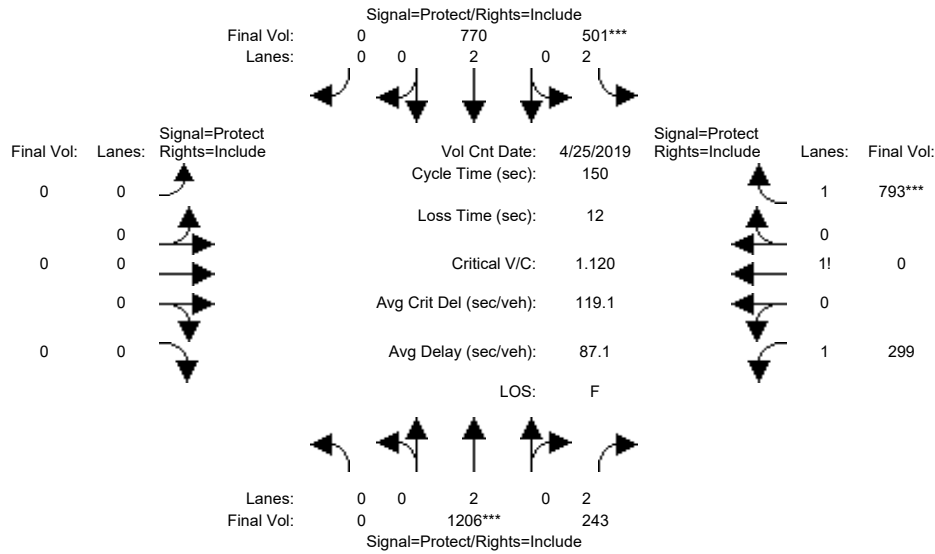 Signal=Protect/Rights=Include
Final Vol: 0 770 501***
Lanes: 0 0 2 0 2
Signal=Protect
Final Vol: Lanes: Rights=Include
Vol Cnt Date: 4/25/2019
Signal=Protect
Rights=Include Lanes: Final Vol:
Cycle Time (sec): 150
0 0 1 793***
Loss Time (sec): 12
0 0
0 0 Critical V/C: 1.120 1! 0
0 Avg Crit Del (sec/veh): 119.1 0
0 0 Avg Delay (sec/veh): 87.1 1 299
LOS: F
Lanes: 0 0 2 0 2
Final Vol: 0 1206*** 243
Signal=Protect/Rights=Include